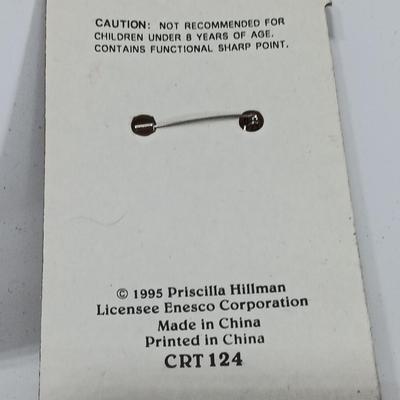 CAUTION: NOT RECOMMENDED FOR
CHILDREN UNDER 8 YEARS OF AGE.
CONTAINS FUNCTIONAL SHARP POINT.
© 1995 Priscilla Hillman
Licensee Enesco Corporation
Made in China
Printed in China
CRT 124